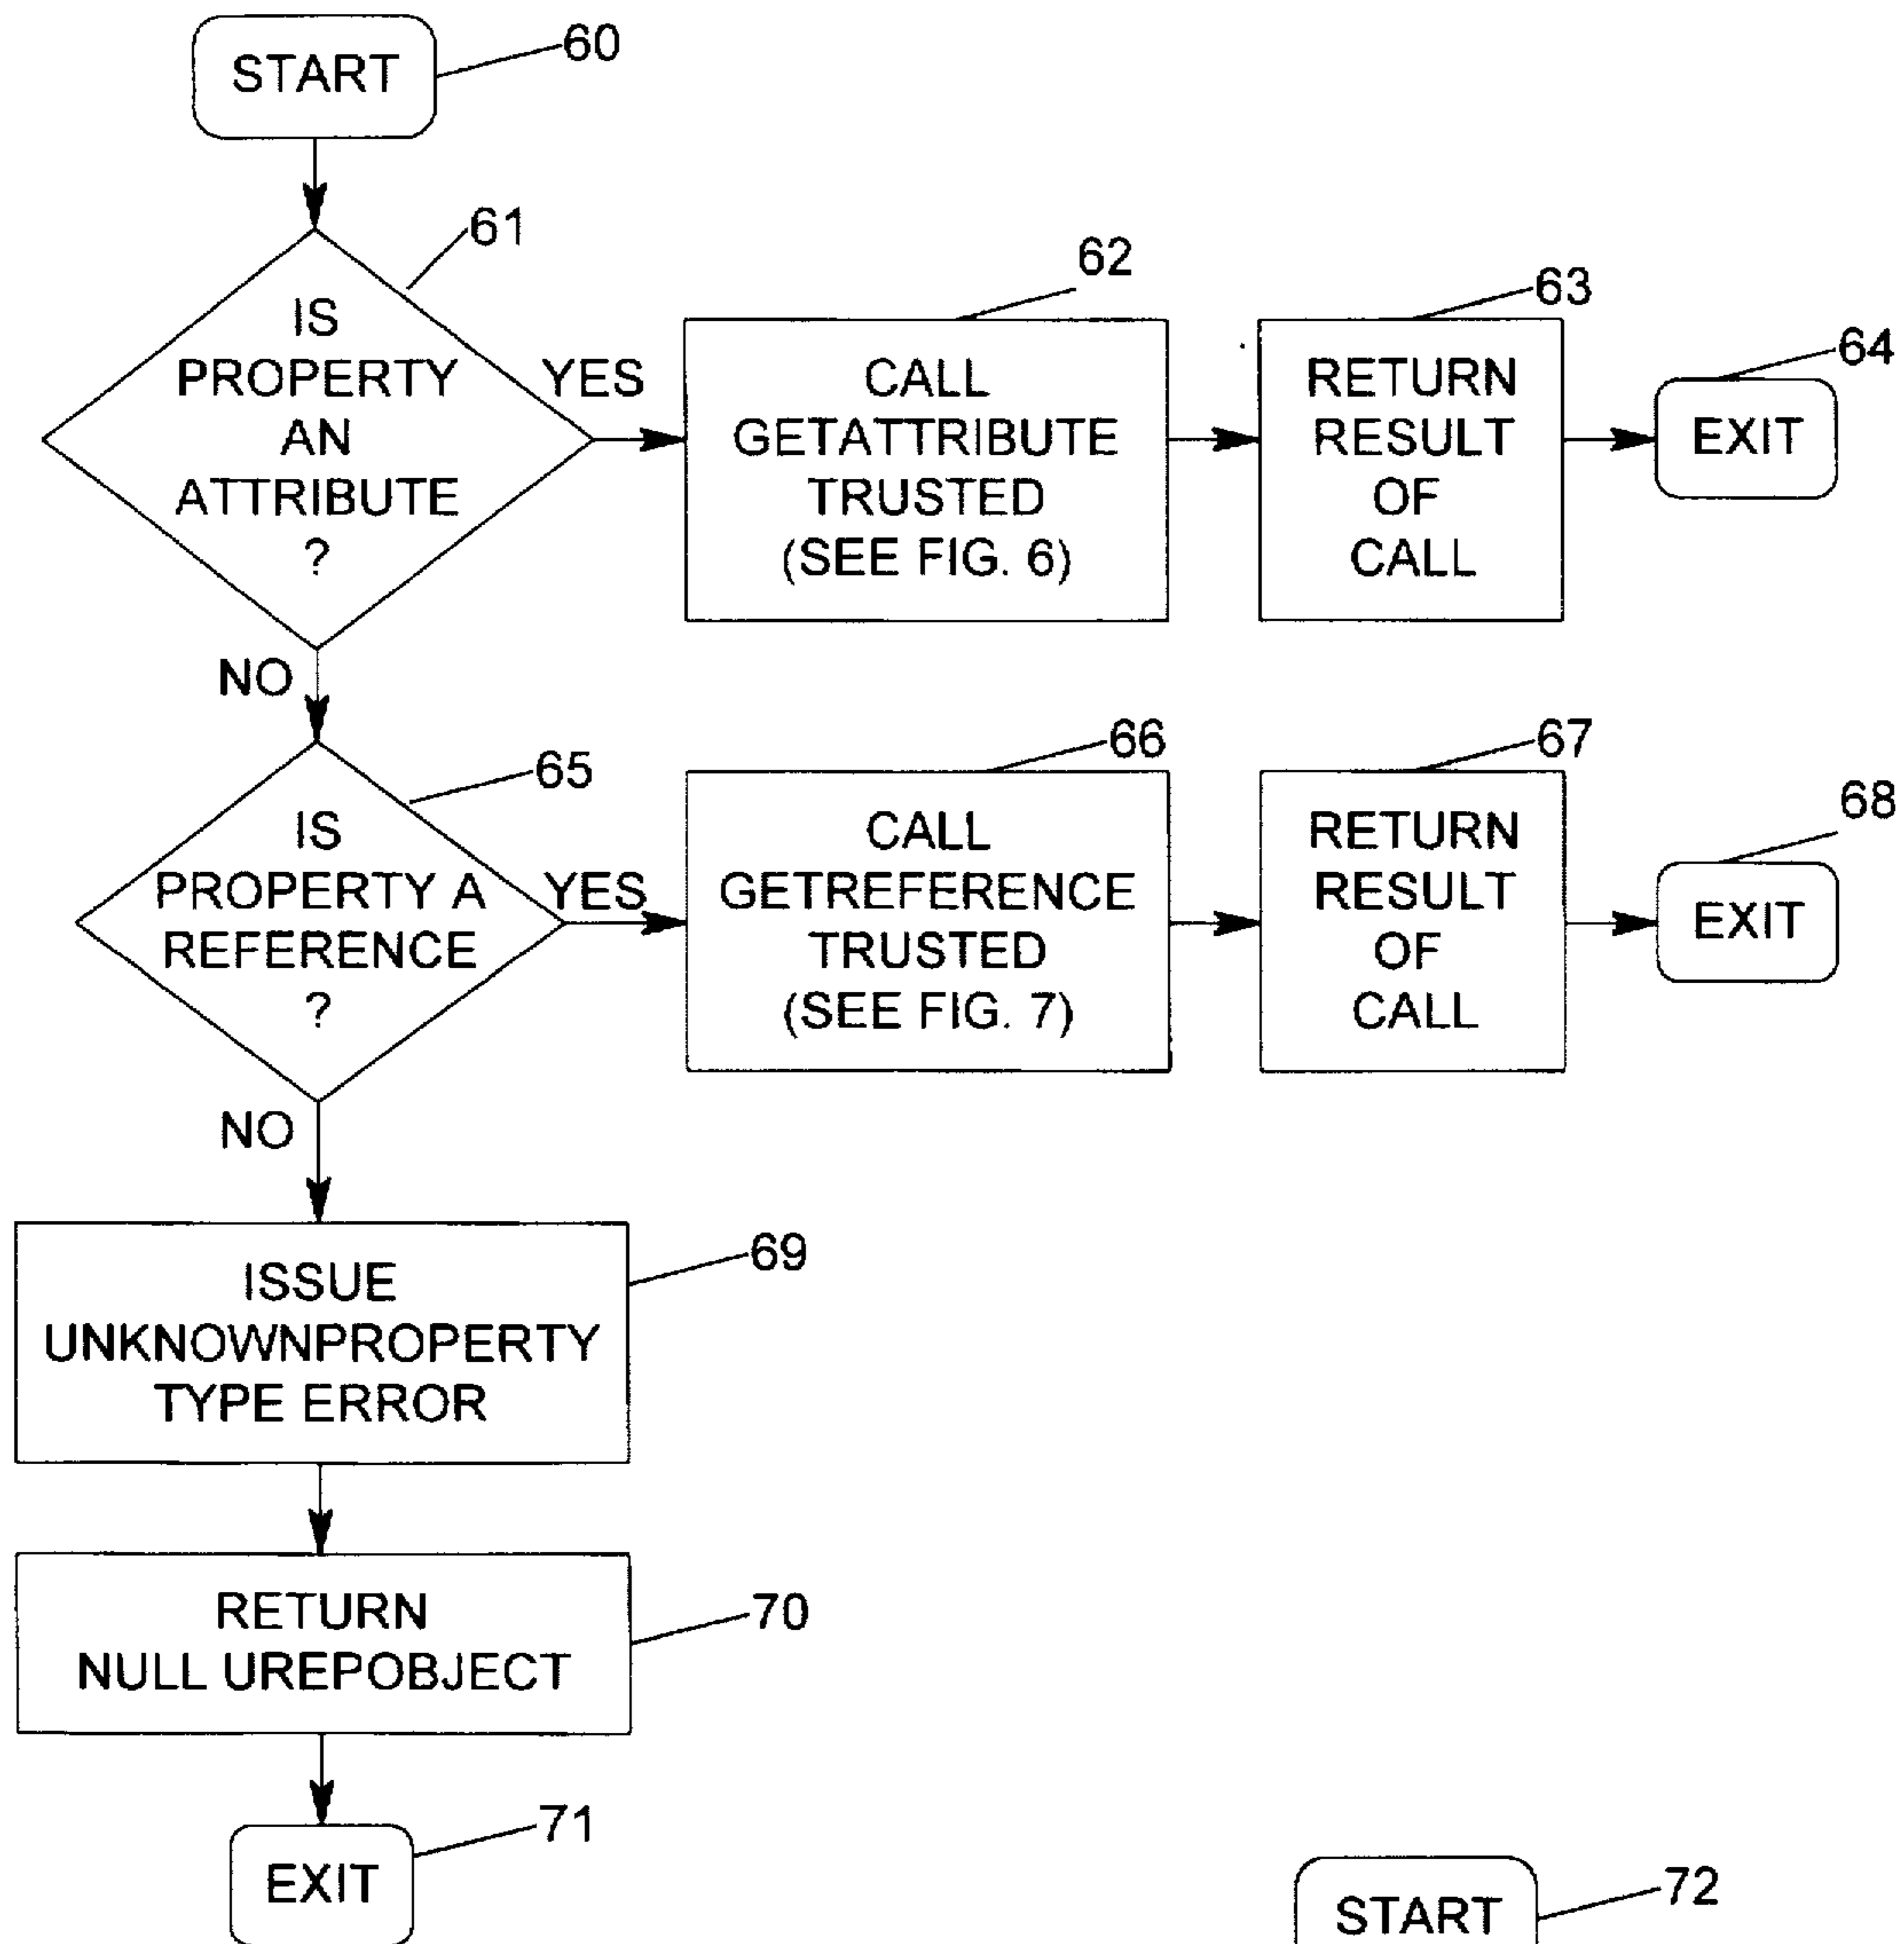 START
60
61
IS
PROPERTY
AN
ATTRIBUTE
?
YES
62
CALL
GETATTRIBUTE
TRUSTED
(SEE FIG. 6)
63
RETURN
RESULT
OF
CALL
64
EXIT
NO
65
IS
PROPERTY A
REFERENCE
?
YES
66
CALL
GETREFERENCE
TRUSTED
(SEE FIG. 7)
67
RETURN
RESULT
OF
CALL
68
EXIT
NO
69
ISSUE
UNKNOWNPROPERTY
TYPE ERROR
70
RETURN
NULL UREPOBJECT
71
EXIT
72
START